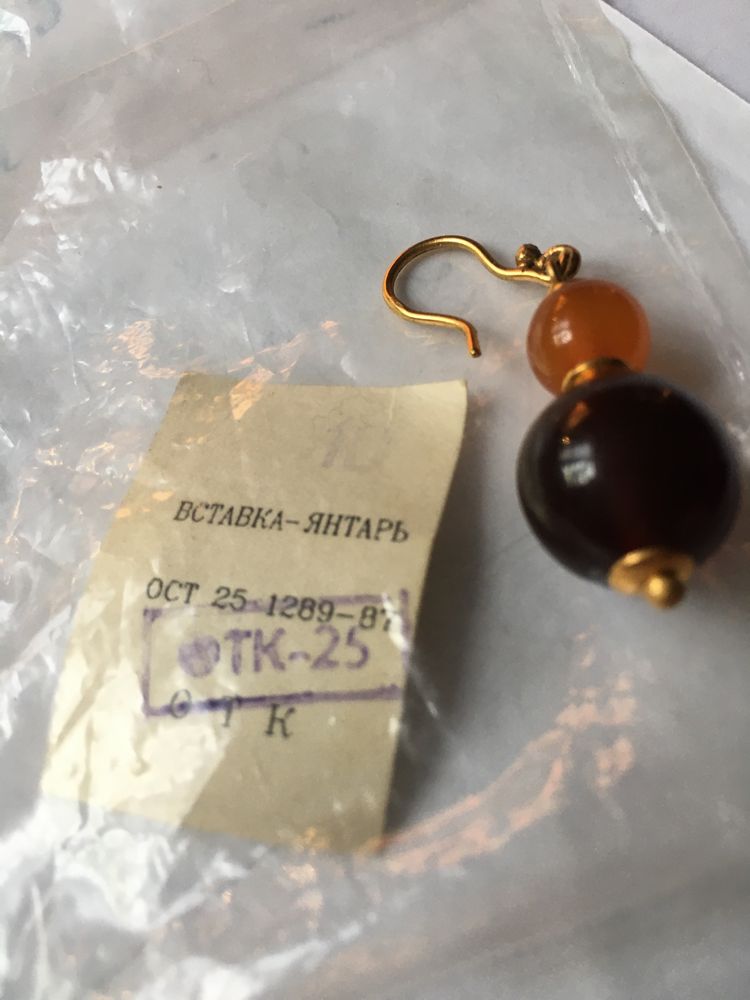 ВСТАВКА-ЯНТАРЬ
ОСТ 25 1289-87
ОТК-25
О Т К